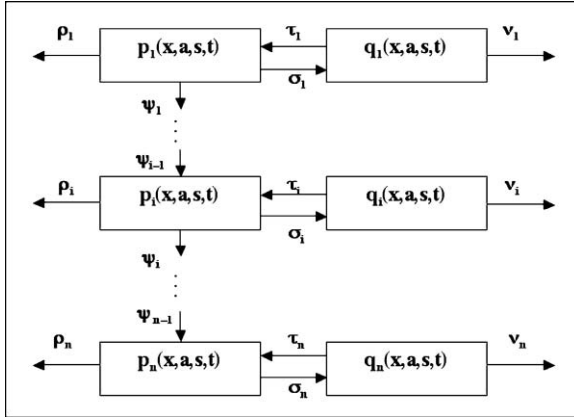 ρ₁ p₁(x,a,s,t) τ₁ q₁(x,a,s,t) ν₁
σ₁
ψ₁
ψᵢ₋₁
ρᵢ pᵢ(x,a,s,t) τᵢ qᵢ(x,a,s,t) νᵢ
σᵢ
ψᵢ
ψₙ₋₁
ρₙ pₙ(x,a,s,t) τₙ qₙ(x,a,s,t) νₙ
σₙ